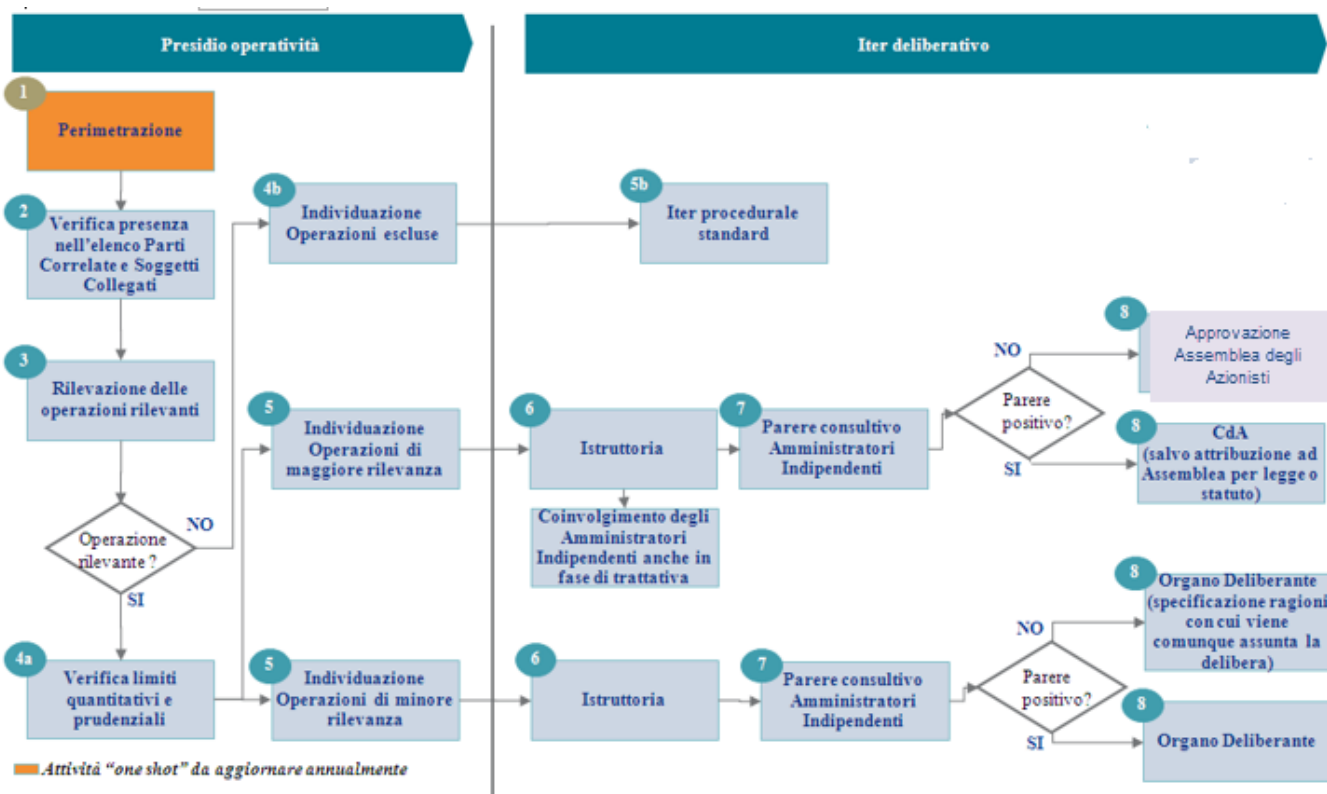 Presidio operatività
Iter deliberativo
1
Perimetrazione
2
Verifica presenza
nell'elenco Parti
Correlate e Soggetti
Collegati
4b
Individuazione
Operazioni escluse
5b
Iter procedurale
standard
3
Rilevazione delle
operazioni rilevanti
5
Individuazione
Operazioni di
maggiore rilevanza
6
Istruttoria
7
Parere consultivo
Amministratori
Indipendenti
Parere
positivo?
NO
SI
8
Approvazione
Assemblea degli
Azionisti
8
CdA
(salvo attribuzione ad
Assemblea per legge o
statuto)
Coinvolgimento degli
Amministratori
Indipendenti anche in
fase di trattativa
Operazione
rilevante ?
NO
SI
4a
Verifica limiti
quantitativi e
prudenziali
5
Individuazione
Operazioni di minore
rilevanza
6
Istruttoria
7
Parere consultivo
Amministratori
Indipendenti
Parere
positivo?
NO
SI
8
Organo Deliberante
(specificazione ragioni
con cui viene
comunque assunta la
delibera)
8
Organo Deliberante
Attività “one shot” da aggiornare annualmente